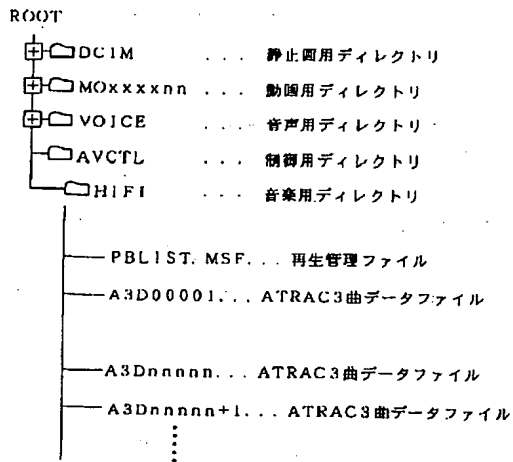 ROOT
DCIM ... 静止画用ディレクトリ
MOxxxxnn ... 動画用ディレクトリ
VOICE ... 音声用ディレクトリ
AVCTL ... 制御用ディレクトリ
HIFI ... 音楽用ディレクトリ
PBLIST.MSF... 再生管理ファイル
A3D00001... ATRAC3曲データファイル
A3Dnnnnn... ATRAC3曲データファイル
A3Dnnnnn+1... ATRAC3曲データファイル